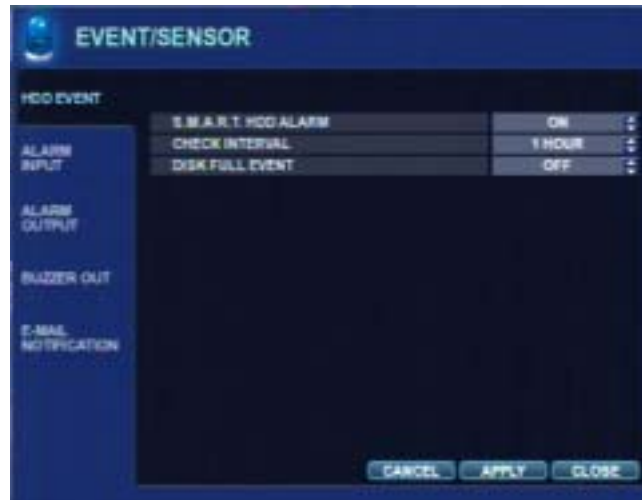 EVENT/SENSOR
HDD EVENT
S.M.A.R.T. HDD ALARM ON
CHECK INTERVAL 1 HOUR
DISK FULL EVENT OFF
ALARM
INPUT
ALARM
OUTPUT
BUZZER OUT
E-MAIL
NOTIFICATION
CANCEL APPLY CLOSE